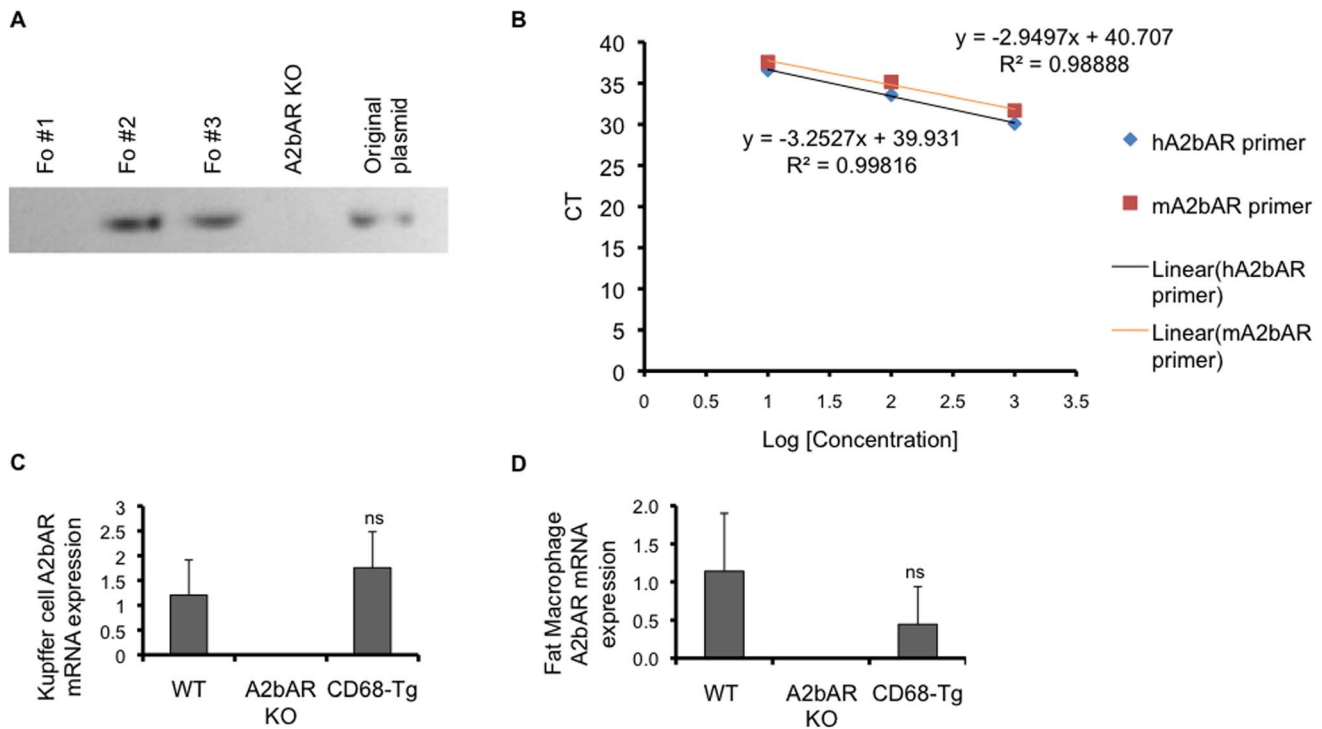 A
Fo #1
Fo #2
Fo #3
A2bAR KO
Original
plasmid
B
40
35
30
25
20
15
10
5
0
CT
0
0.5
1
1.5
2
2.5
3
3.5
Log [Concentration]
y = -2.9497x + 40.707
R² = 0.98888
y = -3.2527x + 39.931
R² = 0.99816
hA2bAR primer
mA2bAR primer
Linear(hA2bAR
primer)
Linear(mA2bAR
primer)
C
Kupffer cell A2bAR
mRNA expression
3
2.5
2
1.5
1
0.5
0
ns
WT
A2bAR
KO
CD68-Tg
D
Fat Macrophage
A2bAR mRNA
expression
2.0
1.5
1.0
0.5
0.0
ns
WT
A2bAR
KO
CD68-Tg